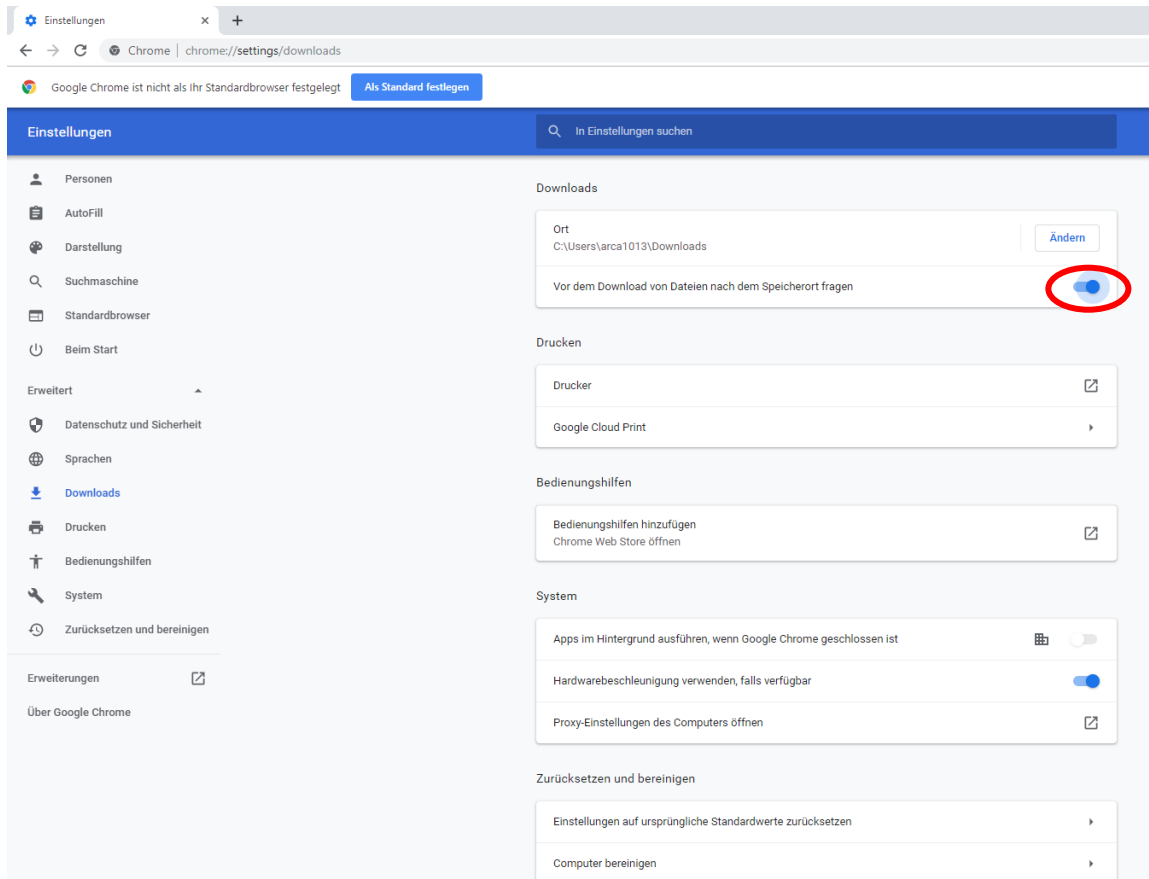 Einstellungen
Chrome | chrome://settings/downloads
Google Chrome ist nicht als Ihr Standardbrowser festgelegt
Als Standard festlegen
Einstellungen
In Einstellungen suchen
Personen
AutoFill
Darstellung
Suchmaschine
Standardbrowser
Beim Start
Erweitert
Datenschutz und Sicherheit
Sprachen
Downloads
Drucken
Bedienungshilfen
System
Zurücksetzen und bereinigen
Erweiterungen
Über Google Chrome
Downloads
Ort
C:\Users\arca1013\Downloads
Ändern
Vor dem Download von Dateien nach dem Speicherort fragen
Drucken
Drucker
Google Cloud Print
Bedienungshilfen
Bedienungshilfen hinzufügen
Chrome Web Store öffnen
System
Apps im Hintergrund ausführen, wenn Google Chrome geschlossen ist
Hardwarebeschleunigung verwenden, falls verfügbar
Proxy-Einstellungen des Computers öffnen
Zurücksetzen und bereinigen
Einstellungen auf ursprüngliche Standardwerte zurücksetzen
Computer bereinigen